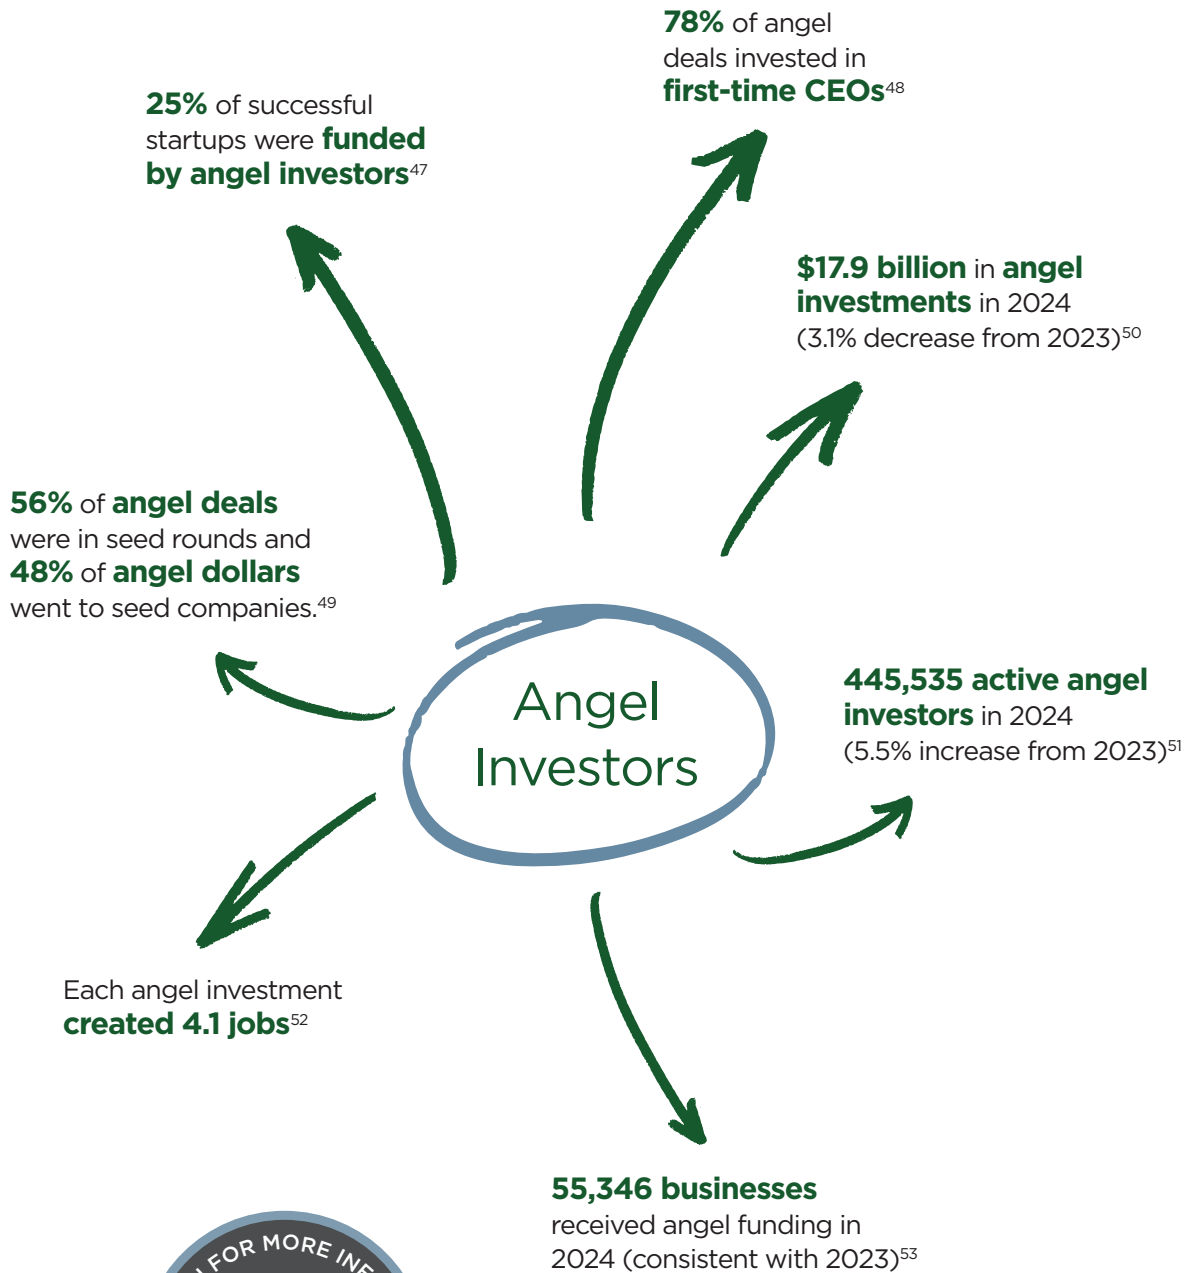 78% of angel
deals invested in
first-time CEOs48
25% of successful
startups were funded
by angel investors47
$17.9 billion in angel
investments in 2024
(3.1% decrease from 2023)50
56% of angel deals
were in seed rounds and
48% of angel dollars
went to seed companies.49
Angel
Investors
445,535 active angel
investors in 2024
(5.5% increase from 2023)51
Each angel investment
created 4.1 jobs52
55,346 businesses
received angel funding in
2024 (consistent with 2023)53
FOR MORE